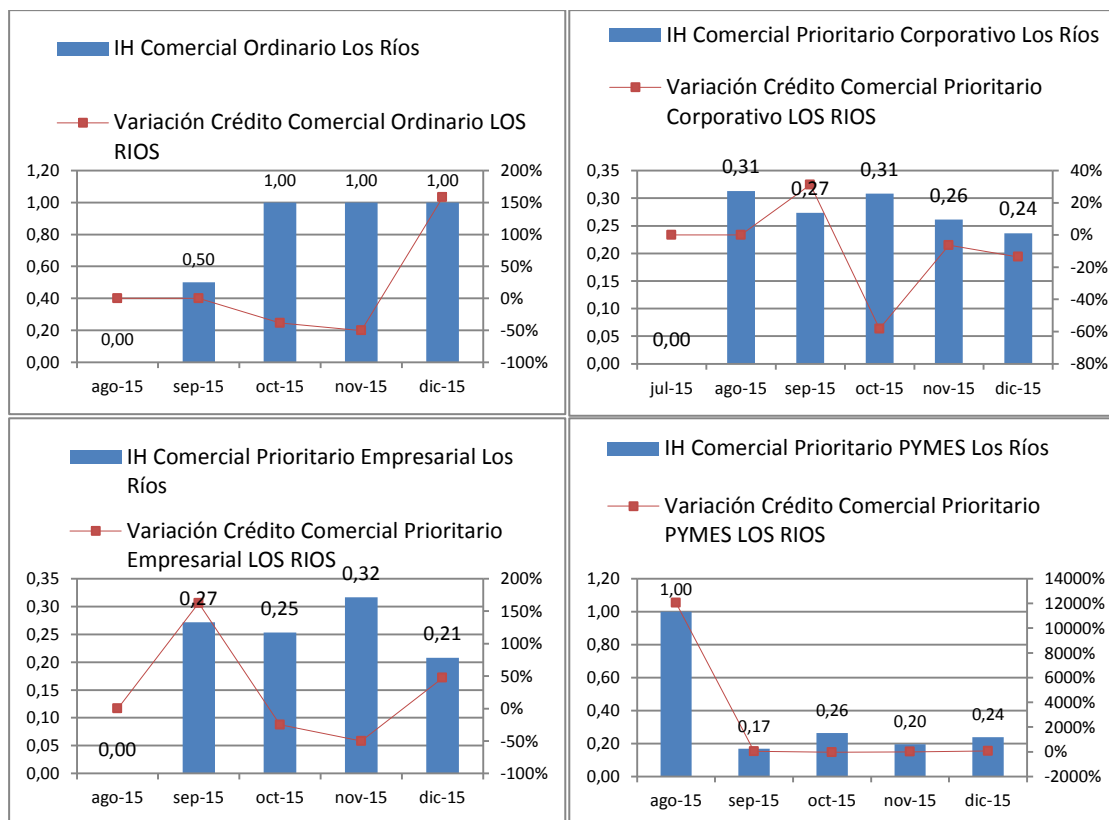 IH Comercial Ordinario Los Ríos
Variación Crédito Comercial Ordinario LOS
RIOS
1,20
1,00
0,80
0,60
0,40
0,20
0,00
200%
150%
100%
50%
0%
-50%
-100%
0,00
0,50
1,00
1,00
1,00
ago-15
sep-15
oct-15
nov-15
dic-15
IH Comercial Prioritario Corporativo Los Ríos
Variación Crédito Comercial Prioritario
Corporativo LOS RIOS
0,35
0,30
0,25
0,20
0,15
0,10
0,05
0,00
40%
20%
0%
-20%
-40%
-60%
-80%
0,00
0,31
0,27
0,31
0,26
0,24
jul-15
ago-15
sep-15
oct-15
nov-15
dic-15
IH Comercial Prioritario Empresarial Los
Ríos
Variación Crédito Comercial Prioritario
Empresarial LOS RIOS
0,35
0,30
0,25
0,20
0,15
0,10
0,05
0,00
200%
150%
100%
50%
0%
-50%
-100%
0,00
0,27
0,25
0,32
0,21
ago-15
sep-15
oct-15
nov-15
dic-15
IH Comercial Prioritario PYMES Los Ríos
Variación Crédito Comercial Prioritario
PYMES LOS RIOS
1,20
1,00
0,80
0,60
0,40
0,20
0,00
14000%
12000%
10000%
8000%
6000%
4000%
2000%
0%
-2000%
1,00
0,17
0,26
0,20
0,24
ago-15
sep-15
oct-15
nov-15
dic-15